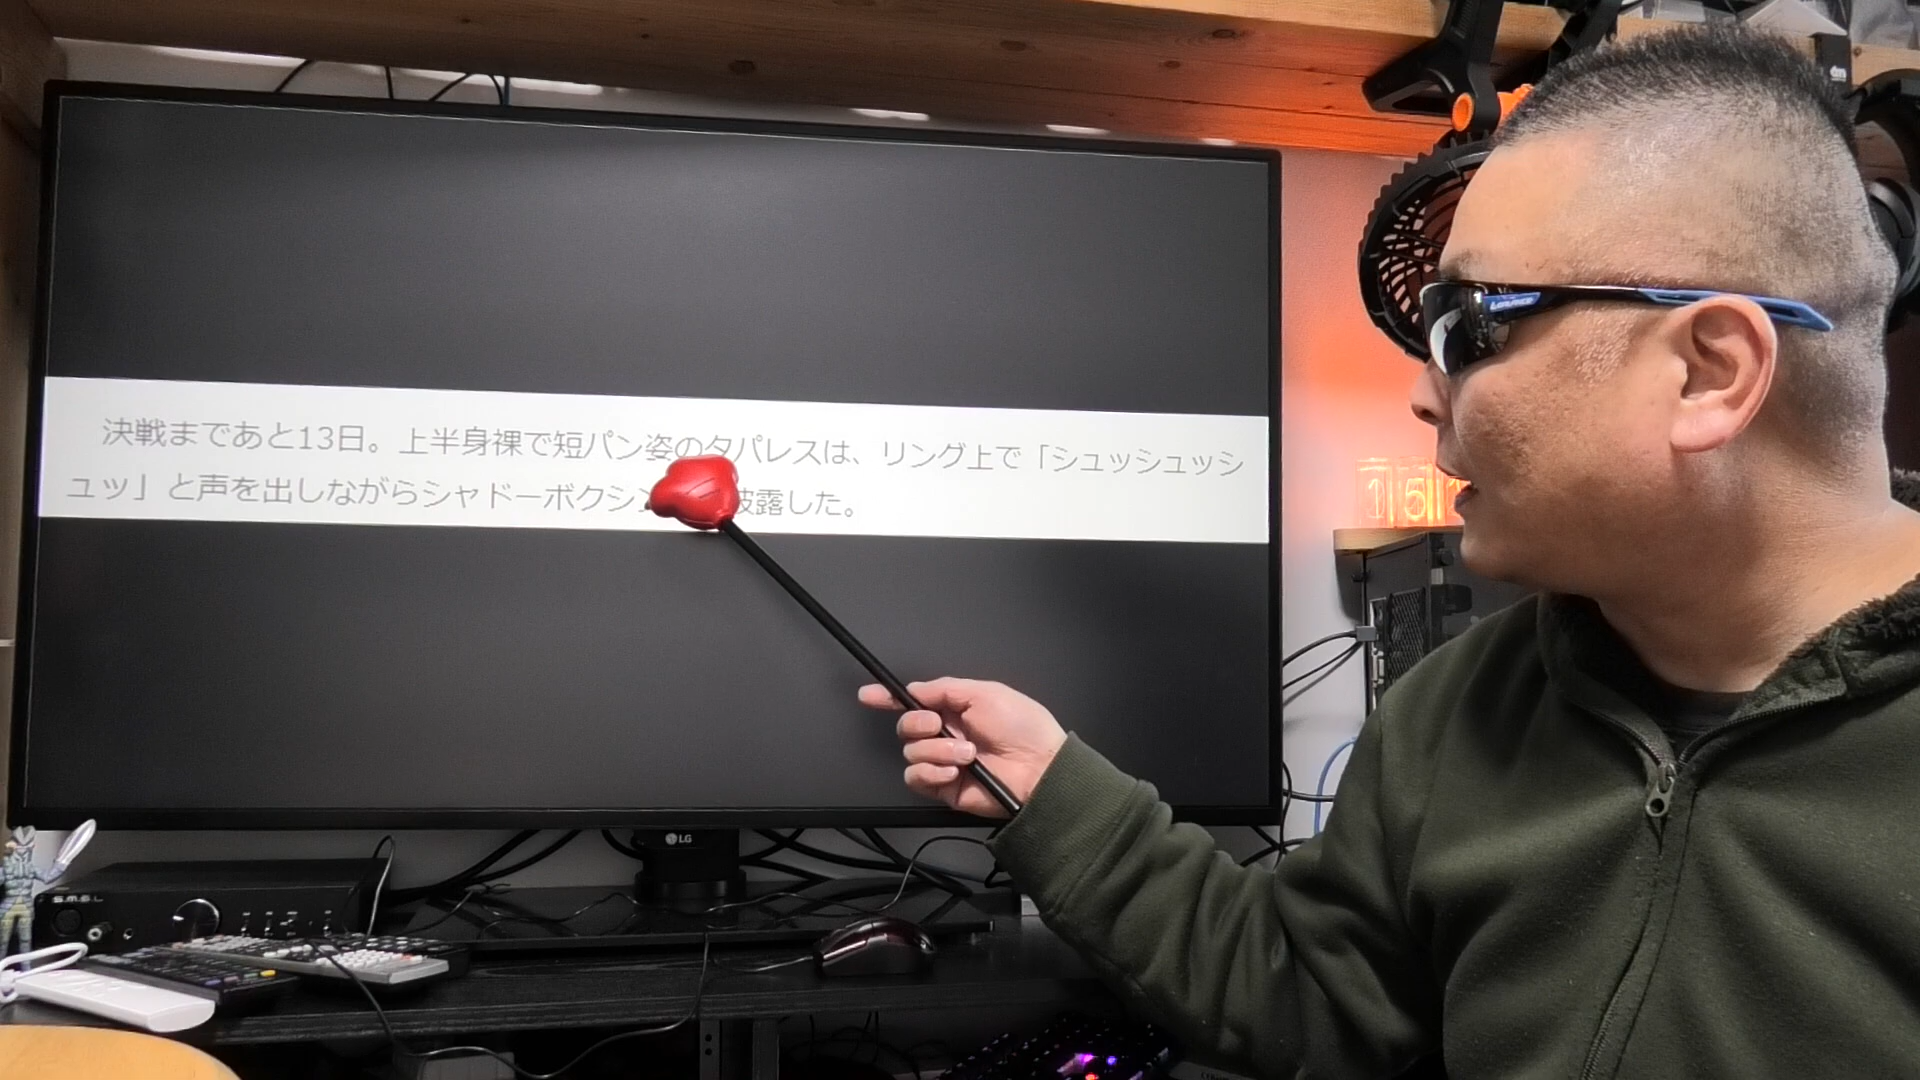 決戦まであと13日。上半身裸で短パン姿のタパレスは、リング上で「シュッシュッシ
ュッ」と声を出しながらシャドーボクシン 披露した。
LG
S.M.S.L